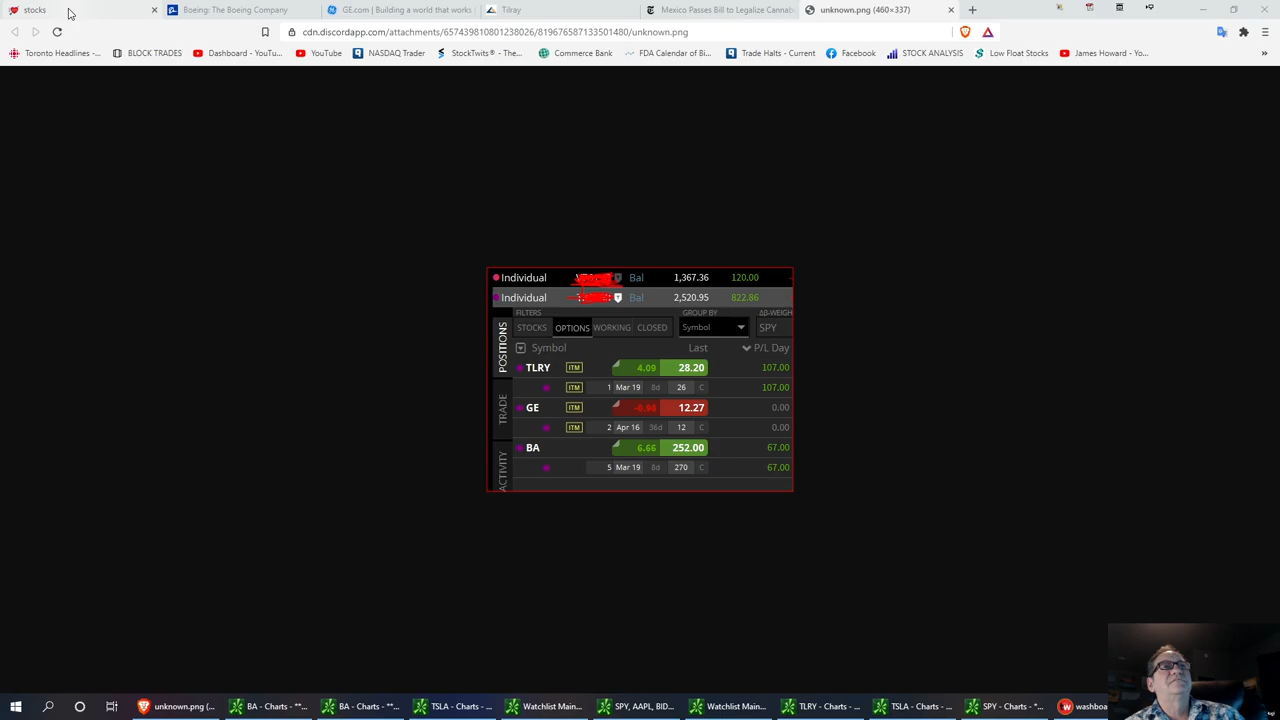 stocks
Boeing: The Boeing Company
GE.com | Building a world that works
Tilray
Mexico Passes Bill to Legalize Cannab
unknown.png (460×337)
cdn.discordapp.com/attachments/657439810801238026/819676587133501480/unknown.png
Toronto Headlines -...
BLOCK TRADES
Dashboard - YouTu...
YouTube
NASDAQ Trader
StockTwits® - The...
Commerce Bank
FDA Calendar of Bi...
Trade Halts - Current
Facebook
STOCK ANALYSIS
Low Float Stocks
James Howard - Yo...
»
Individual Bal 1,367.36 120.00
Individual Bal 2,520.95 822.86
FILTERS GROUP BY Δβ-WEIGH
STOCKS OPTIONS WORKING CLOSED Symbol SPY
POSITIONS
TRADE
ACTIVITY
Symbol Last P/L Day
TLRY ITM 4.09 28.20 107.00
ITM 1 Mar 19 8d 26 C 107.00
GE ITM -0.98 12.27 0.00
ITM 2 Apr 16 36d 12 C 0.00
BA 6.66 252.00 67.00
5 Mar 19 8d 270 C 67.00
unknown.png (...
BA - Charts - **...
BA - Charts - **...
TSLA - Charts - ...
Watchlist Main...
SPY, AAPL, BID...
Watchlist Main...
TLRY - Charts - ...
TSLA - Charts - ...
SPY - Charts - *...
washboa